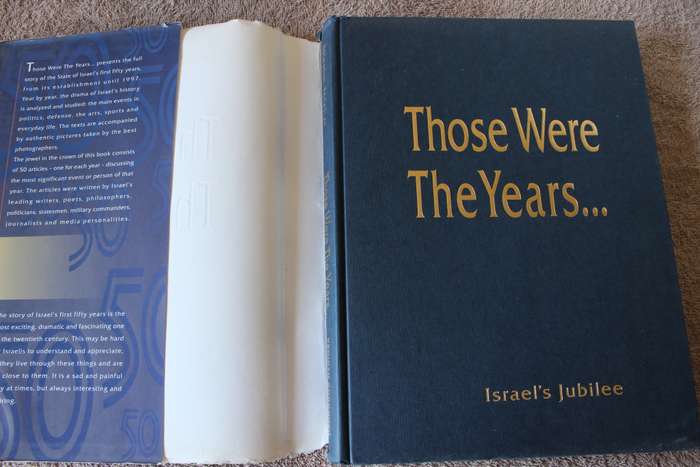 Those Were The Years... presents the full
story of the State of Israel's first fifty years,
from its establishment until 1997.
Year by year, the drama of Israel's history
is analyzed and studied: the main events in
politics, defense, the arts, sports and
everyday life. The texts are accompanied
by authentic pictures taken by the best
photographers.
The jewel in the crown of this book consists
of 50 articles – one for each year – discussing
the most significant event or person of that
year. The articles were written by Israel's
leading writers, poets, philosophers,
politicians, statesmen, military commanders,
journalists and media personalities.
he story of Israel's first fifty years is the
ost exciting, dramatic and fascinating one
the twentieth century. This may be hard
Israelis to understand and appreciate,
they live through these things and are
close to them. It is a sad and painful
y at times, but always interesting and
50
50
50
50
Those Were The Years...
Those Were
The Years...
Israel's Jubilee